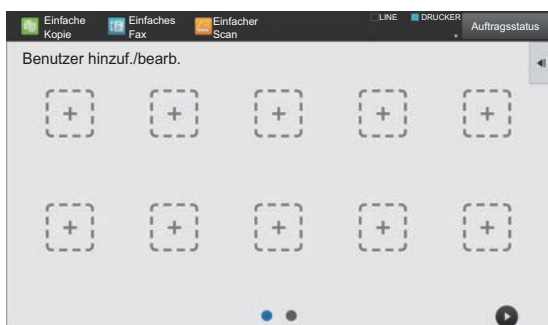 Einfache
Kopie
Einfaches
Fax
Einfacher
Scan
LINE
DRUCKER
Auftragsstatus
Benutzer hinzuf./bearb.